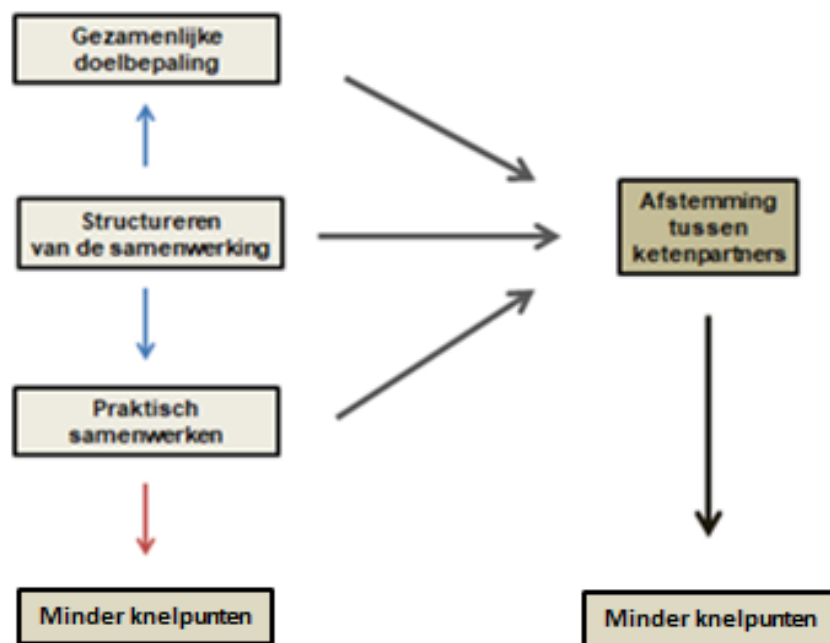 Gezamenlijke
doelbepaling
Structureren
van de samenwerking
Afstemming
tussen
ketenpartners
Praktisch
samenwerken
Minder knelpunten
Minder knelpunten